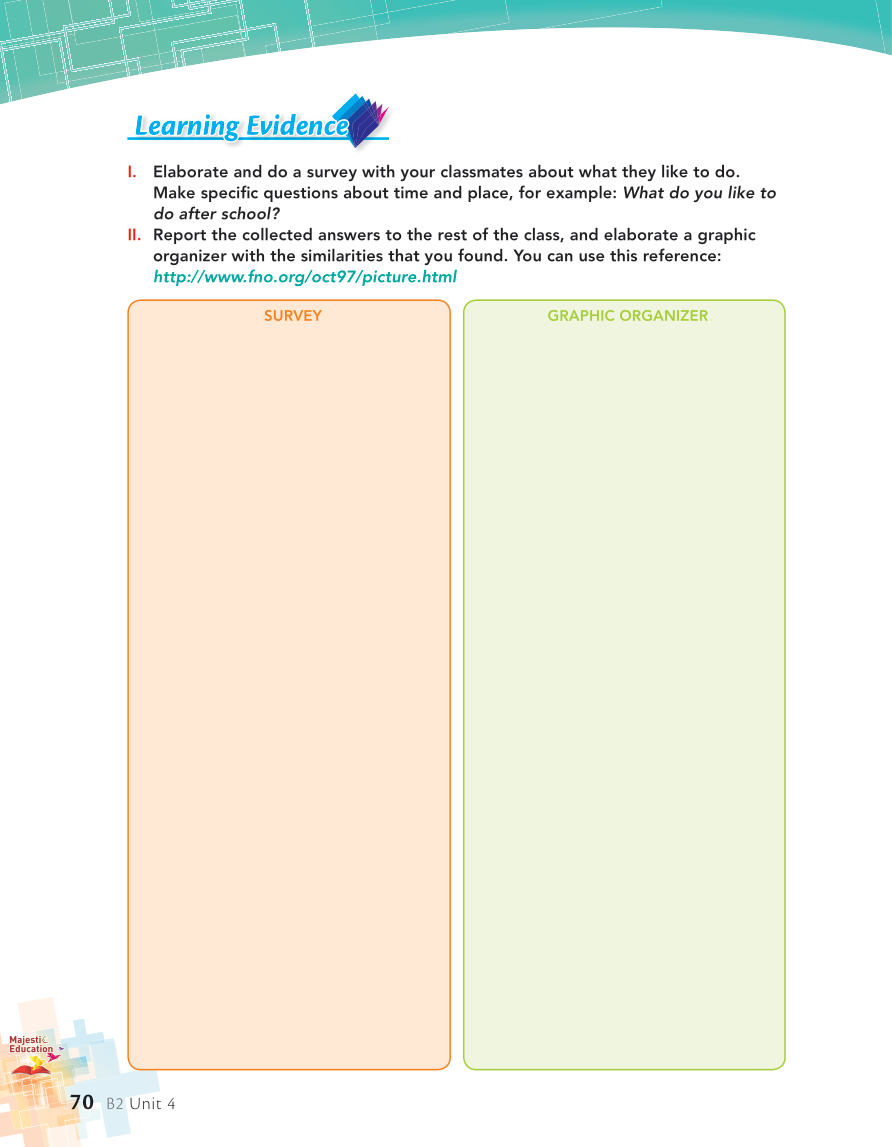 Learning Evidence
I. Elaborate and do a survey with your classmates about what they like to do.
Make specific questions about time and place, for example: What do you like to
do after school?
II. Report the collected answers to the rest of the class, and elaborate a graphic
organizer with the similarities that you found. You can use this reference:
http://www.fno.org/oct97/picture.html
SURVEY
GRAPHIC ORGANIZER
Majestic
Education
70 B2 Unit 4